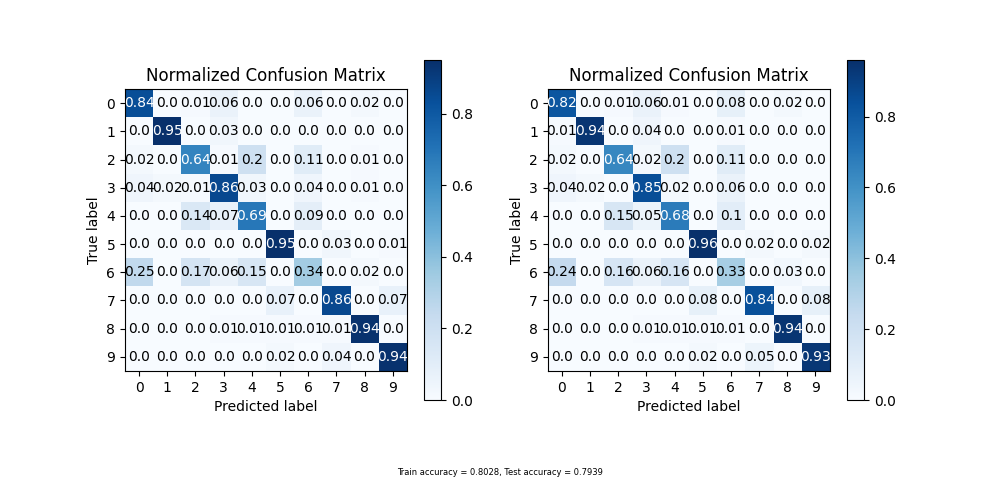 Normalized Confusion Matrix
0 0.84 0.0 0.01 0.06 0.0 0.0 0.06 0.0 0.02 0.0
1 0.0 0.95 0.0 0.03 0.0 0.0 0.0 0.0 0.0 0.0
2 0.02 0.0 0.64 0.01 0.2 0.0 0.11 0.0 0.01 0.0
3 0.04 0.02 0.01 0.86 0.03 0.0 0.04 0.0 0.01 0.0
4 0.0 0.0 0.14 0.07 0.69 0.0 0.09 0.0 0.0 0.0
5 0.0 0.0 0.0 0.0 0.0 0.95 0.0 0.03 0.0 0.01
6 0.25 0.0 0.17 0.06 0.15 0.0 0.34 0.0 0.02 0.0
7 0.0 0.0 0.0 0.0 0.0 0.07 0.0 0.86 0.0 0.07
8 0.0 0.0 0.0 0.01 0.01 0.01 0.01 0.01 0.94 0.0
9 0.0 0.0 0.0 0.0 0.0 0.02 0.0 0.04 0.0 0.94
0 1 2 3 4 5 6 7 8 9
True label
Predicted label
0.8
0.6
0.4
0.2
0.0
Normalized Confusion Matrix
0 0.82 0.0 0.01 0.06 0.01 0.0 0.08 0.0 0.02 0.0
1 0.01 0.94 0.0 0.04 0.0 0.0 0.01 0.0 0.0 0.0
2 0.02 0.0 0.64 0.02 0.2 0.0 0.11 0.0 0.0 0.0
3 0.04 0.02 0.0 0.85 0.02 0.0 0.06 0.0 0.0 0.0
4 0.0 0.0 0.15 0.05 0.68 0.0 0.1 0.0 0.0 0.0
5 0.0 0.0 0.0 0.0 0.0 0.96 0.0 0.02 0.0 0.02
6 0.24 0.0 0.16 0.06 0.16 0.0 0.33 0.0 0.03 0.0
7 0.0 0.0 0.0 0.0 0.0 0.08 0.0 0.84 0.0 0.08
8 0.0 0.0 0.0 0.01 0.01 0.01 0.01 0.0 0.94 0.0
9 0.0 0.0 0.0 0.0 0.0 0.02 0.0 0.05 0.0 0.93
0 1 2 3 4 5 6 7 8 9
True label
Predicted label
0.8
0.6
0.4
0.2
0.0
Train accuracy = 0.8028, Test accuracy = 0.7939